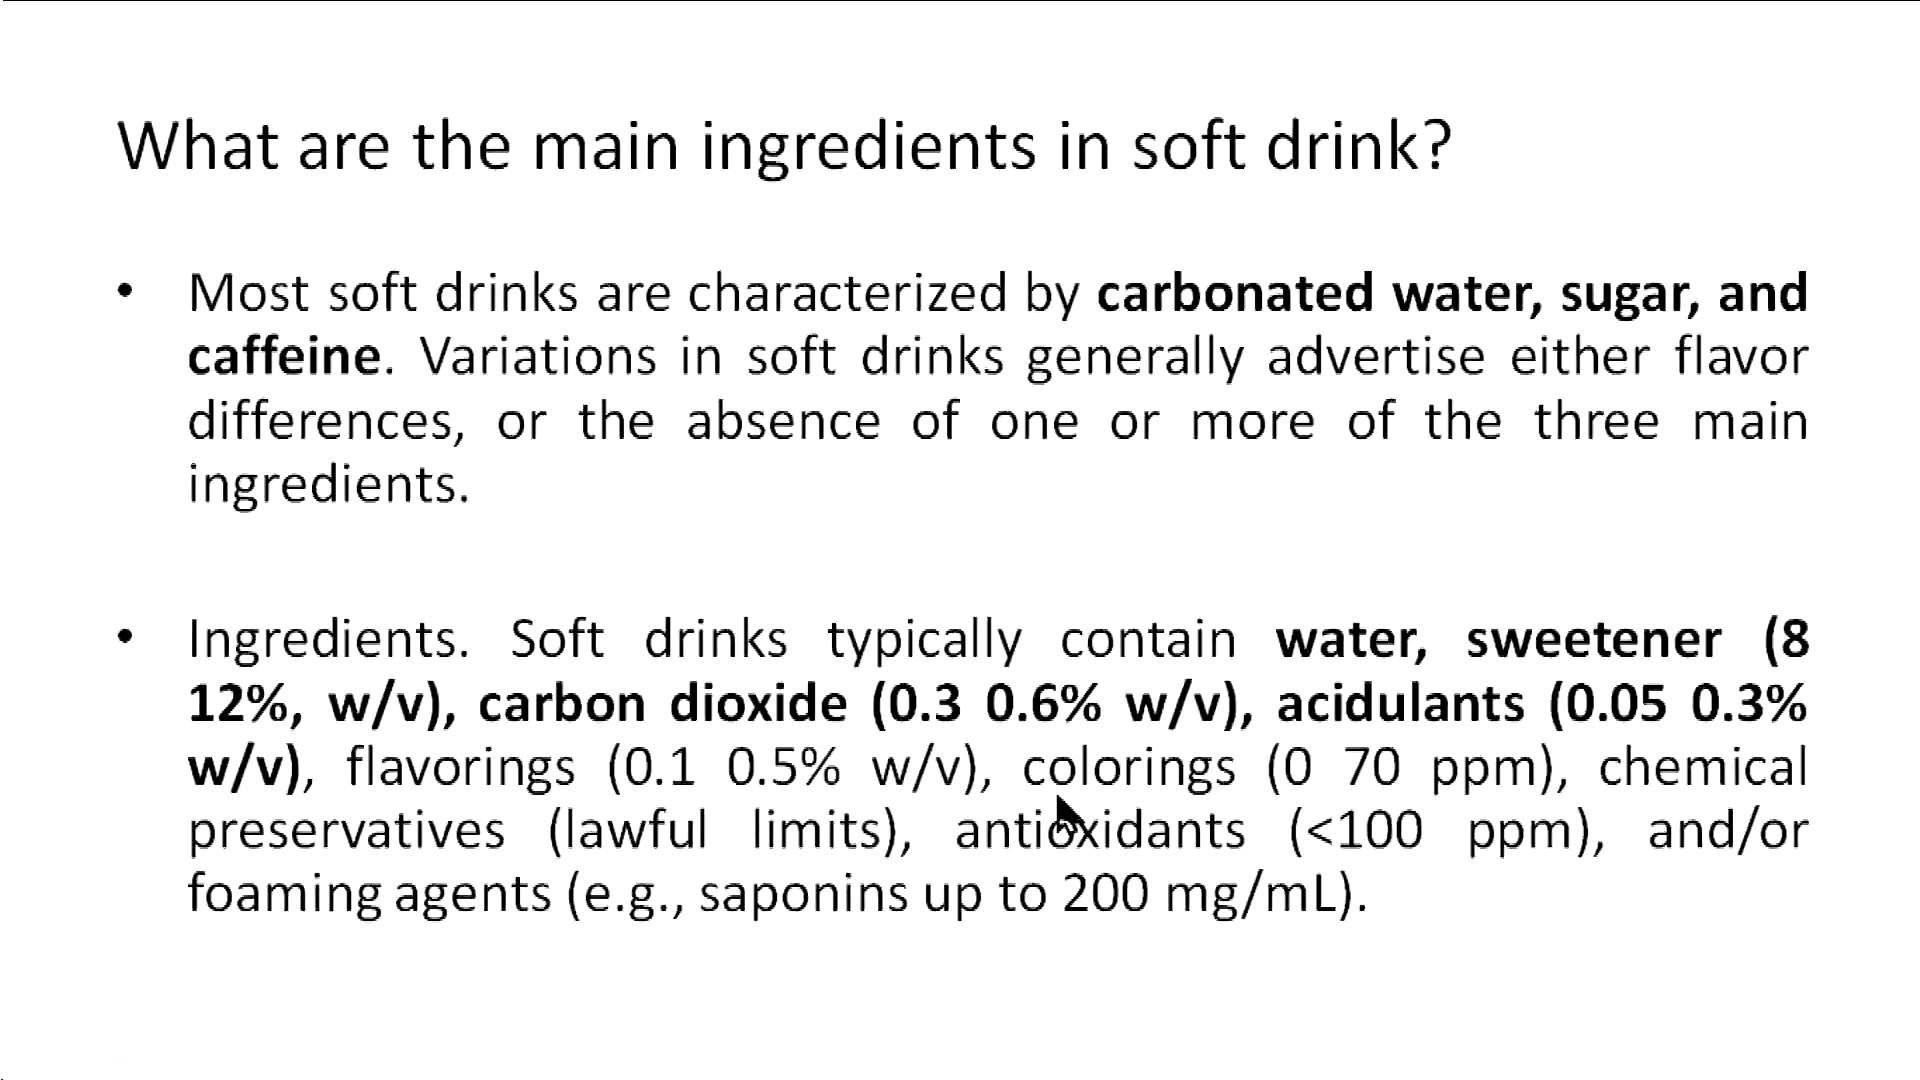 What are the main ingredients in soft drink?
• Most soft drinks are characterized by carbonated water, sugar, and
caffeine. Variations in soft drinks generally advertise either flavor
differences, or the absence of one or more of the three main
ingredients.
• Ingredients. Soft drinks typically contain water, sweetener (8
12%, w/v), carbon dioxide (0.3 0.6% w/v), acidulants (0.05 0.3%
w/v), flavorings (0.1 0.5% w/v), colorings (0 70 ppm), chemical
preservatives (lawful limits), antioxidants (<100 ppm), and/or
foaming agents (e.g., saponins up to 200 mg/mL).